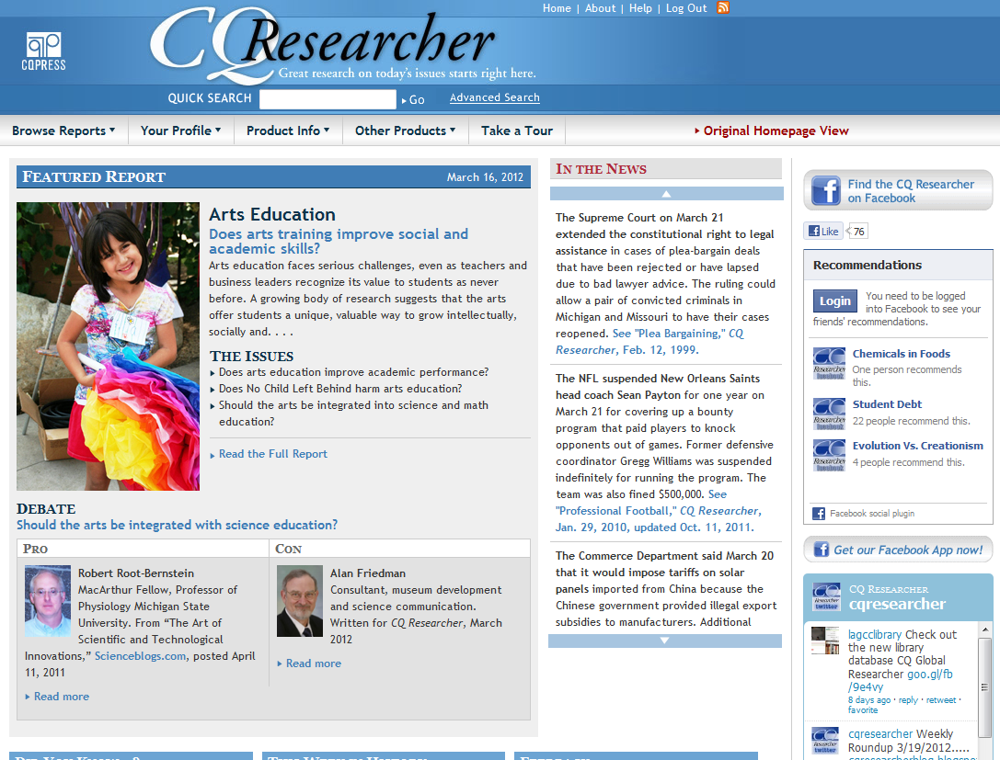 Home | About | Help | Log Out
CQPRESS
CQ Researcher
Great research on today's issues starts right here.
QUICK SEARCH Go Advanced Search
Browse Reports Your Profile Product Info Other Products Take a Tour Original Homepage View
FEATURED REPORT March 16, 2012
Arts Education
Does arts training improve social and
academic skills?
Arts education faces serious challenges, even as teachers and
business leaders recognize its value to students as never
before. A growing body of research suggests that the arts
offer students a unique, valuable way to grow intellectually,
socially and. . . .
THE ISSUES
Does arts education improve academic performance?
Does No Child Left Behind harm arts education?
Should the arts be integrated into science and math
education?
Read the Full Report
DEBATE
Should the arts be integrated with science education?
PRO
Robert Root-Bernstein
MacArthur Fellow, Professor of
Physiology Michigan State
University. From “The Art of
Scientific and Technological
Innovations,” Scienceblogs.com, posted April
11, 2011
Read more
CON
Alan Friedman
Consultant, museum development
and science communication.
Written for CQ Researcher, March
2012
Read more
IN THE NEWS
The Supreme Court on March 21
extended the constitutional right to legal
assistance in cases of plea-bargain deals
that have been rejected or have lapsed
due to bad lawyer advice. The ruling could
allow a pair of convicted criminals in
Michigan and Missouri to have their cases
reopened. See "Plea Bargaining," CQ
Researcher, Feb. 12, 1999.
The NFL suspended New Orleans Saints
head coach Sean Payton for one year on
March 21 for covering up a bounty
program that paid players to knock
opponents out of games. Former defensive
coordinator Gregg Williams was suspended
indefinitely for running the program. The
team was also fined $500,000. See
"Professional Football," CQ Researcher,
Jan. 29, 2010, updated Oct. 11, 2011.
The Commerce Department said March 20
that it would impose tariffs on solar
panels imported from China because the
Chinese government provided illegal export
subsidies to manufacturers. Additional
Find the CQ Researcher
on Facebook
Like 76
Recommendations
Login You need to be logged
into Facebook to see your
friends' recommendations.
Chemicals in Foods
One person recommends
this.
Student Debt
22 people recommend this.
Evolution Vs. Creationism
4 people recommend this.
Facebook social plugin
Get our Facebook App now!
CQ RESEARCHER
cqresearcher
lagcclibrary Check out
the new library
database CQ Global
Researcher goo.gl/fb
/9e4vy
8 days ago · reply · retweet ·
favorite
cqresearcher Weekly
Roundup 3/19/2012.....